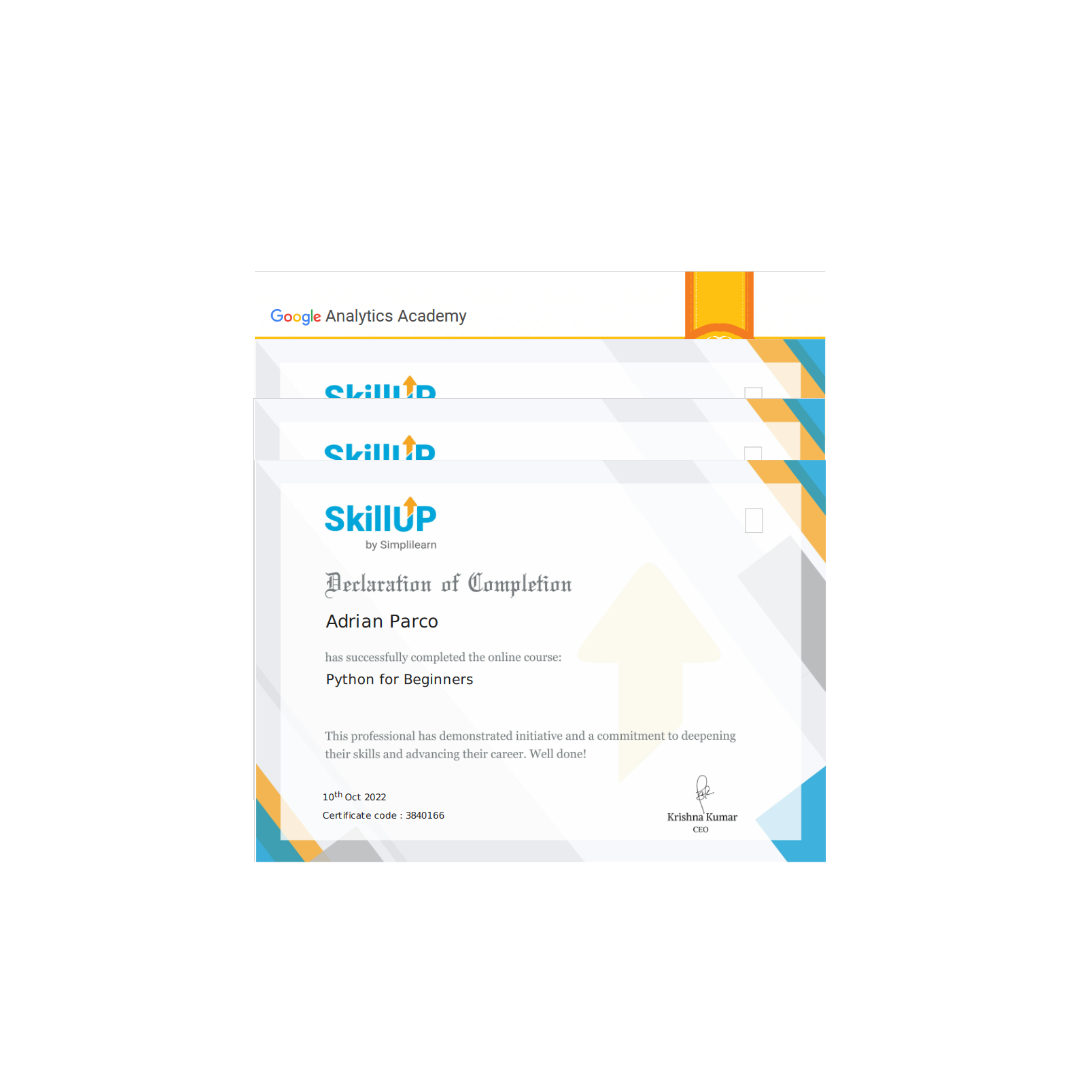 Google Analytics Academy
SkillUP
SkillUP
SkillUP
by Simplilearn
Declaration of Completion
Adrian Parco
has successfully completed the online course:
Python for Beginners
This professional has demonstrated initiative and a commitment to deepening
their skills and advancing their career. Well done!
10th Oct 2022
Certificate code : 3840166
Krishna Kumar
CEO